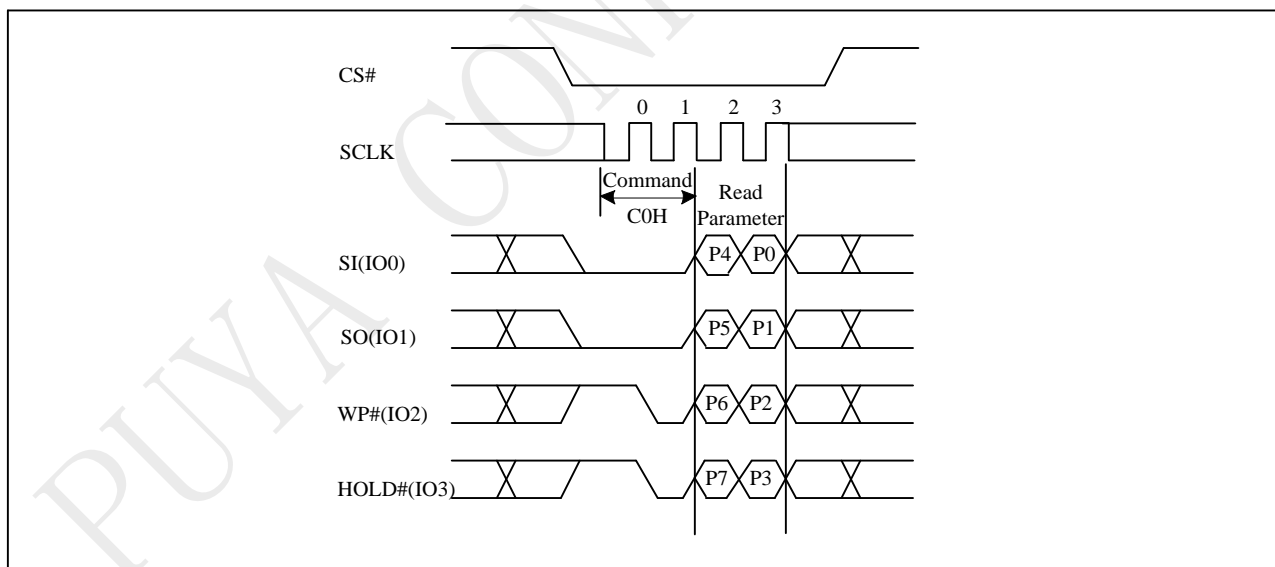 PUYA CON
CS#
0 1 2 3
SCLK
Command
C0H
Read
Parameter
SI(IO0)
P4 P0
SO(IO1)
P5 P1
WP#(IO2)
P6 P2
HOLD#(IO3)
P7 P3